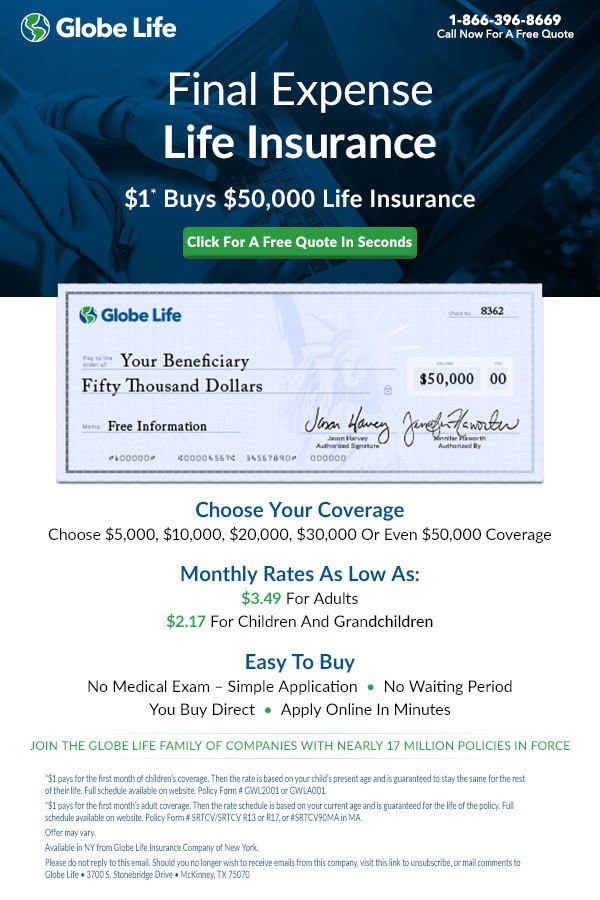 Globe Life
1-866-396-8669
Call Now For A Free Quote
Final Expense
Life Insurance
$1* Buys $50,000 Life Insurance
Click For A Free Quote In Seconds
Globe Life
Check No. 8362
Pay to the
order of Your Beneficiary
Fifty Thousand Dollars
DOLLARS CTS
$50,000 00
Memo Free Information
Jason Harvey
Jason Harvey
Authorized Signature
Jennifer Haworth
Jennifer Haworth
Authorized By
Choose Your Coverage
Choose $5,000, $10,000, $20,000, $30,000 Or Even $50,000 Coverage
Monthly Rates As Low As:
$3.49 For Adults
$2.17 For Children And Grandchildren
Easy To Buy
No Medical Exam – Simple Application • No Waiting Period
You Buy Direct • Apply Online In Minutes
JOIN THE GLOBE LIFE FAMILY OF COMPANIES WITH NEARLY 17 MILLION POLICIES IN FORCE
*$1 pays for the first month of children's coverage. Then the rate is based on your child's present age and is guaranteed to stay the same for the rest
of their life. Full schedule available on website. Policy Form # GWL2001 or GWLA001.
*$1 pays for the first month's adult coverage. Then the rate schedule is based on your current age and is guaranteed for the life of the policy. Full
schedule available on website. Policy Form # SRTCV/SRTCV R13 or R17, or #SRTCV90MA in MA.
Offer may vary.
Available in NY from Globe Life Insurance Company of New York.
Please do not reply to this email. Should you no longer wish to receive emails from this company, visit this link to unsubscribe, or mail comments to
Globe Life • 3700 S. Stonebridge Drive • McKinney, TX 75070